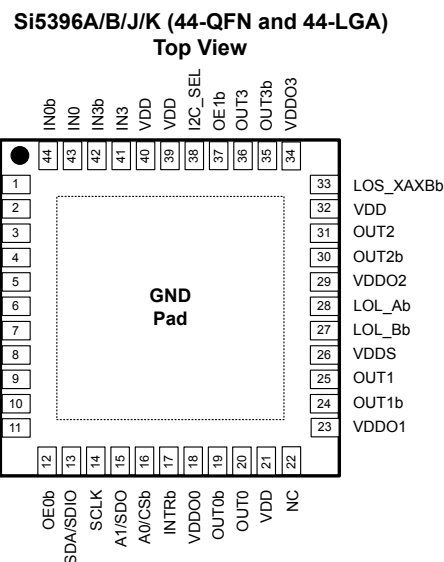 Si5396A/B/J/K (44-QFN and 44-LGA)
Top View
IN0b
IN0
IN3b
IN3
VDD
VDD
I2C_SEL
OE1b
OUT3
OUT3b
VDDO3
44
43
42
41
40
39
38
37
36
35
34
1
2
3
4
5
6
7
8
9
10
11
GND
Pad
33 LOS_XAXBb
32 VDD
31 OUT2
30 OUT2b
29 VDDO2
28 LOL_Ab
27 LOL_Bb
26 VDDS
25 OUT1
24 OUT1b
23 VDDO1
12
13
14
15
16
17
18
19
20
21
22
OE0b
SDA/SDIO
SCLK
A1/SDO
A0/CSb
INTRb
VDDO0
OUT0b
OUT0
VDD
NC